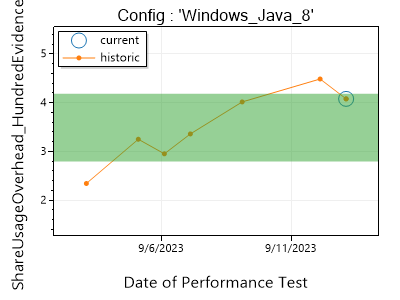 Config : 'Windows_Java_8'
current
historic
ShareUsageOverhead_HundredEvidence
5
4
3
2
9/6/2023
9/11/2023
Date of Performance Test